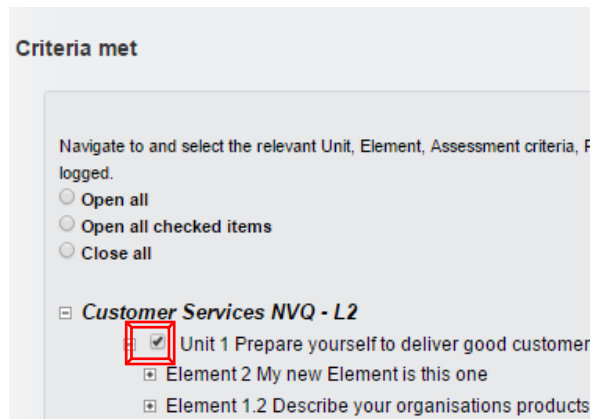 Criteria met
Navigate to and select the relevant Unit, Element, Assessment criteria,
logged.
Open all
Open all checked items
Close all
Customer Services NVQ - L2
Unit 1 Prepare yourself to deliver good customer
Element 2 My new Element is this one
Element 1.2 Describe your organisations products